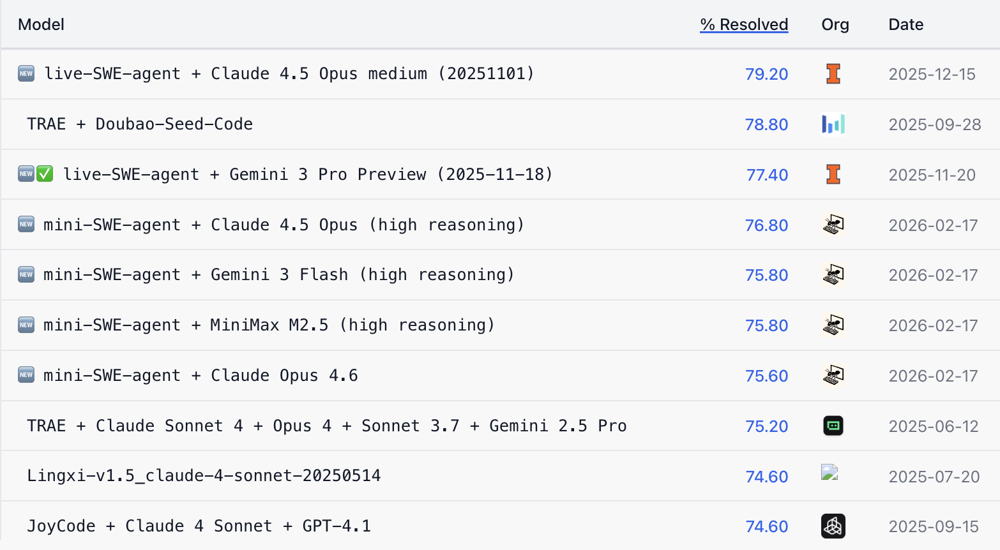 Model % Resolved Org Date
NEW live-SWE-agent + Claude 4.5 Opus medium (20251101) 79.20 2025-12-15
TRAE + Doubao-Seed-Code 78.80 2025-09-28
NEW ✅ live-SWE-agent + Gemini 3 Pro Preview (2025-11-18) 77.40 2025-11-20
NEW mini-SWE-agent + Claude 4.5 Opus (high reasoning) 76.80 2026-02-17
NEW mini-SWE-agent + Gemini 3 Flash (high reasoning) 75.80 2026-02-17
NEW mini-SWE-agent + MiniMax M2.5 (high reasoning) 75.80 2026-02-17
NEW mini-SWE-agent + Claude Opus 4.6 75.60 2026-02-17
TRAE + Claude Sonnet 4 + Opus 4 + Sonnet 3.7 + Gemini 2.5 Pro 75.20 2025-06-12
Lingxi-v1.5_claude-4-sonnet-20250514 74.60 2025-07-20
JoyCode + Claude 4 Sonnet + GPT-4.1 74.60 2025-09-15